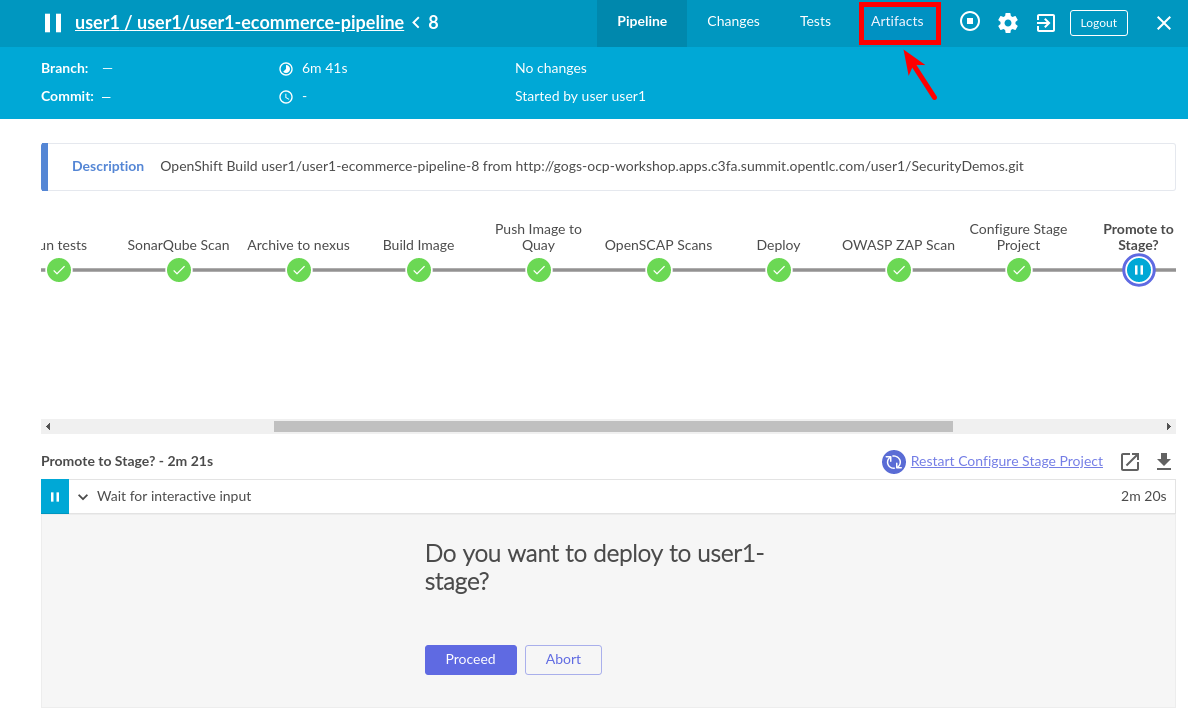 user1 / user1/user1-ecommerce-pipeline < 8
Pipeline
Changes
Tests
Artifacts
Logout
Branch: —
6m 41s
No changes
Commit: —
-
Started by user user1
Description
OpenShift Build user1/user1-ecommerce-pipeline-8 from http://gogs-ocp-workshop.apps.c3fa.summit.opentlc.com/user1/SecurityDemos.git
tests
SonarQube Scan
Archive to nexus
Build Image
Push Image to
Quay
OpenSCAP Scans
Deploy
OWASP ZAP Scan
Configure Stage
Project
Promote to
Stage?
Promote to Stage? - 2m 21s
Restart Configure Stage Project
Wait for interactive input
2m 20s
Do you want to deploy to user1-
stage?
Proceed
Abort